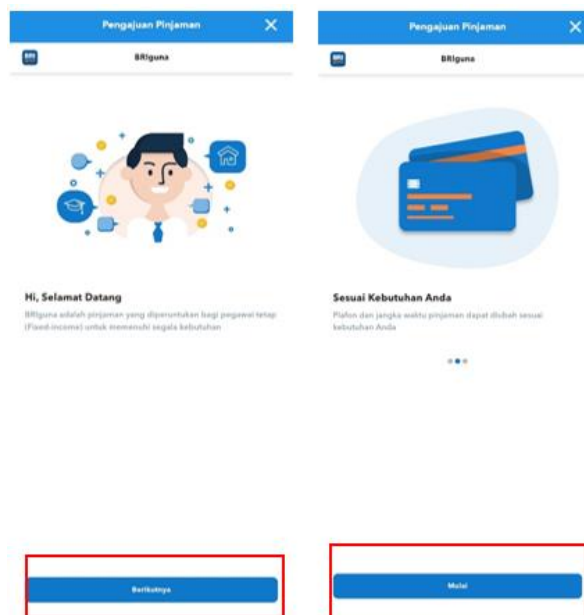 Pengajuan Pinjaman
BRI
BRIguna
Hi, Selamat Datang
BRIguna adalah pinjaman yang diperuntukan bagi pegawai tetap
(Fixed-income) untuk memenuhi segala kebutuhan
Berikutnya
Pengajuan Pinjaman
BRI
BRIguna
Sesuai Kebutuhan Anda
Plafon dan jangka waktu pinjaman dapat diubah sesuai
kebutuhan Anda
Mulai